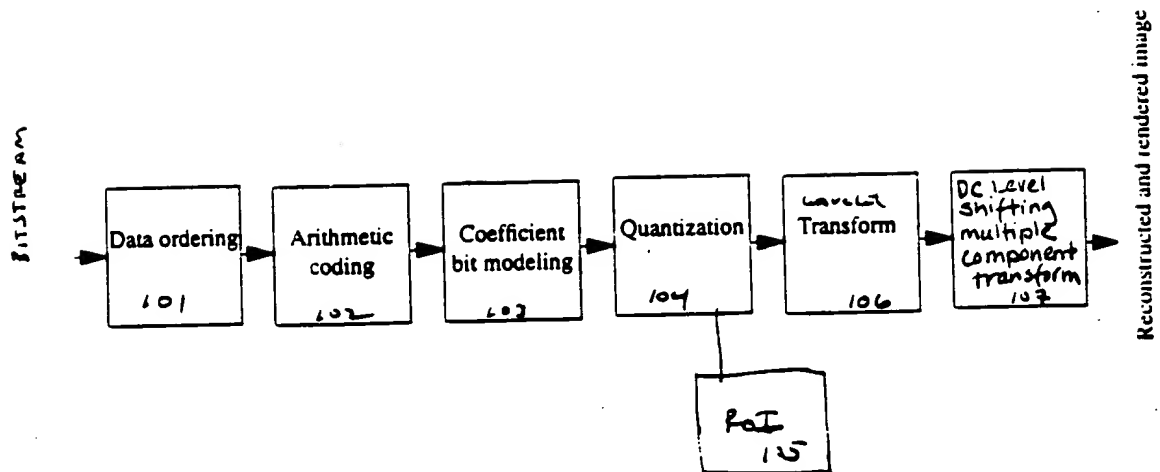 BITSTREAM
Data ordering
101
Arithmetic
coding
102
Coefficient
bit modeling
103
Quantization
104
wavelet
Transform
106
DC Level
shifting
multiple
component
transform
107
Reconstructed and rendered image
RoI
105